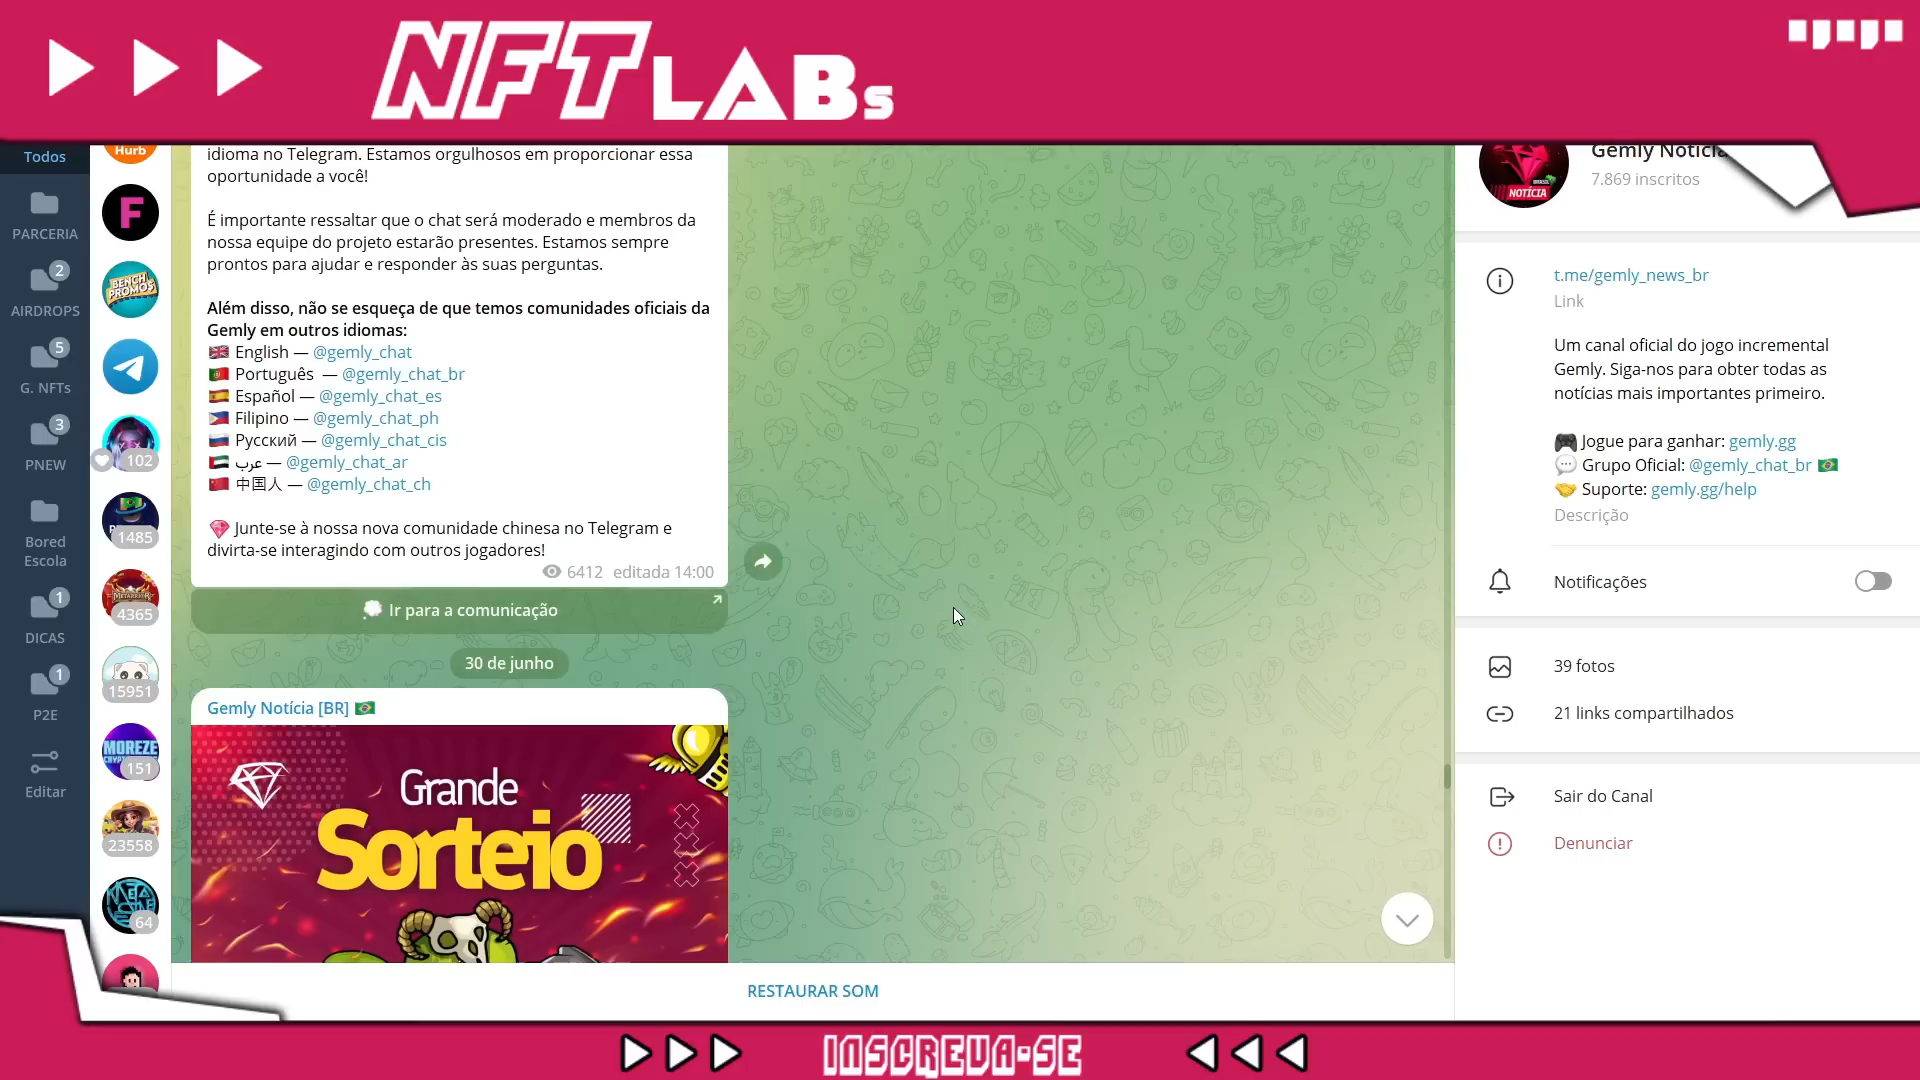 NFT LABs
Todos
PARCERIA
2
AIRDROPS
5
G. NFTs
3
PNEW
Bored
Escola
1
DICAS
1
P2E
Editar
Hurb
F
BENCH
PROMOS
102
1485
4365
15951
MOREZE
151
23558
64
idioma no Telegram. Estamos orgulhosos em proporcionar essa
oportunidade a você!
É importante ressaltar que o chat será moderado e membros da
nossa equipe do projeto estarão presentes. Estamos sempre
prontos para ajudar e responder às suas perguntas.
Além disso, não se esqueça de que temos comunidades oficiais da
Gemly em outros idiomas:
🇬🇧 English — @gemly_chat
🇵🇹 Português — @gemly_chat_br
🇪🇸 Español — @gemly_chat_es
🇵🇭 Filipino — @gemly_chat_ph
🇷🇺 Русский — @gemly_chat_cis
🇦🇪 عرب — @gemly_chat_ar
🇨🇳 中国人 — @gemly_chat_ch
Junte-se à nossa nova comunidade chinesa no Telegram e
divirta-se interagindo com outros jogadores!
6412 editada 14:00
Ir para a comunicação
30 de junho
Gemly Notícia [BR] 🇧🇷
Grande
Sorteio
RESTAURAR SOM
NOTÍCIA
7.869 inscritos
t.me/gemly_news_br
Link
Um canal oficial do jogo incremental
Gemly. Siga-nos para obter todas as
notícias mais importantes primeiro.
🎮 Jogue para ganhar: gemly.gg
💬 Grupo Oficial: @gemly_chat_br 🇧🇷
🤝 Suporte: gemly.gg/help
Descrição
Notificações
39 fotos
21 links compartilhados
Sair do Canal
Denunciar
INSCREVA-SE